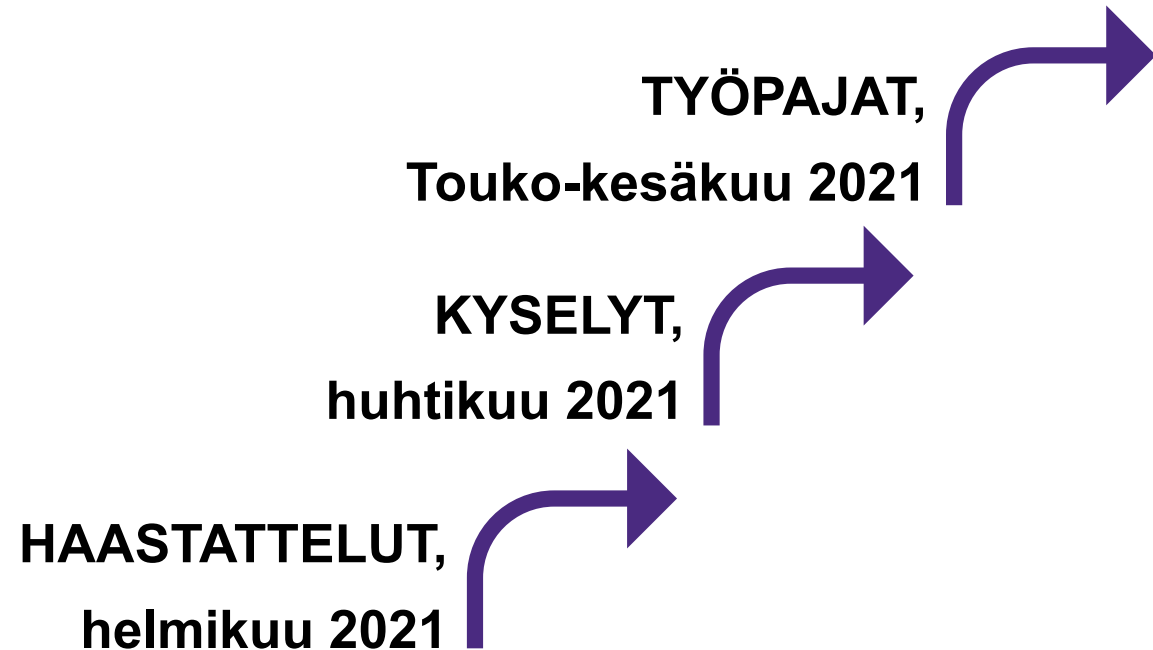 TYÖPAJAT,
Touko-kesäkuu 2021
KYSELYT,
huhtikuu 2021
HAASTATTELUT,
helmikuu 2021